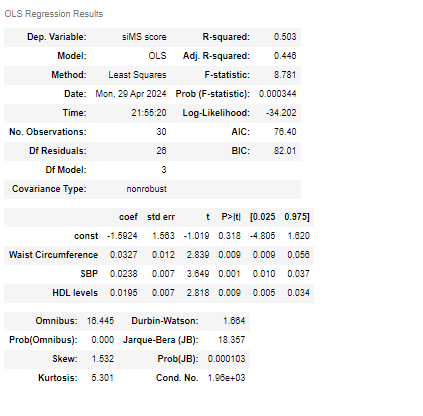 OLS Regression Results
Dep. Variable: siMS score R-squared: 0.503
Model: OLS Adj. R-squared: 0.446
Method: Least Squares F-statistic: 8.781
Date: Mon, 29 Apr 2024 Prob (F-statistic): 0.000344
Time: 21:55:20 Log-Likelihood: -34.202
No. Observations: 30 AIC: 76.40
Df Residuals: 26 BIC: 82.01
Df Model: 3
Covariance Type: nonrobust
coef std err t P>|t| [0.025 0.975]
const -1.5924 1.563 -1.019 0.318 -4.805 1.620
Waist Circumference 0.0327 0.012 2.839 0.009 0.009 0.056
SBP 0.0238 0.007 3.649 0.001 0.010 0.037
HDL levels 0.0195 0.007 2.818 0.009 0.005 0.034
Omnibus: 16.445 Durbin-Watson: 1.664
Prob(Omnibus): 0.000 Jarque-Bera (JB): 18.357
Skew: 1.532 Prob(JB): 0.000103
Kurtosis: 5.301 Cond. No. 1.96e+03